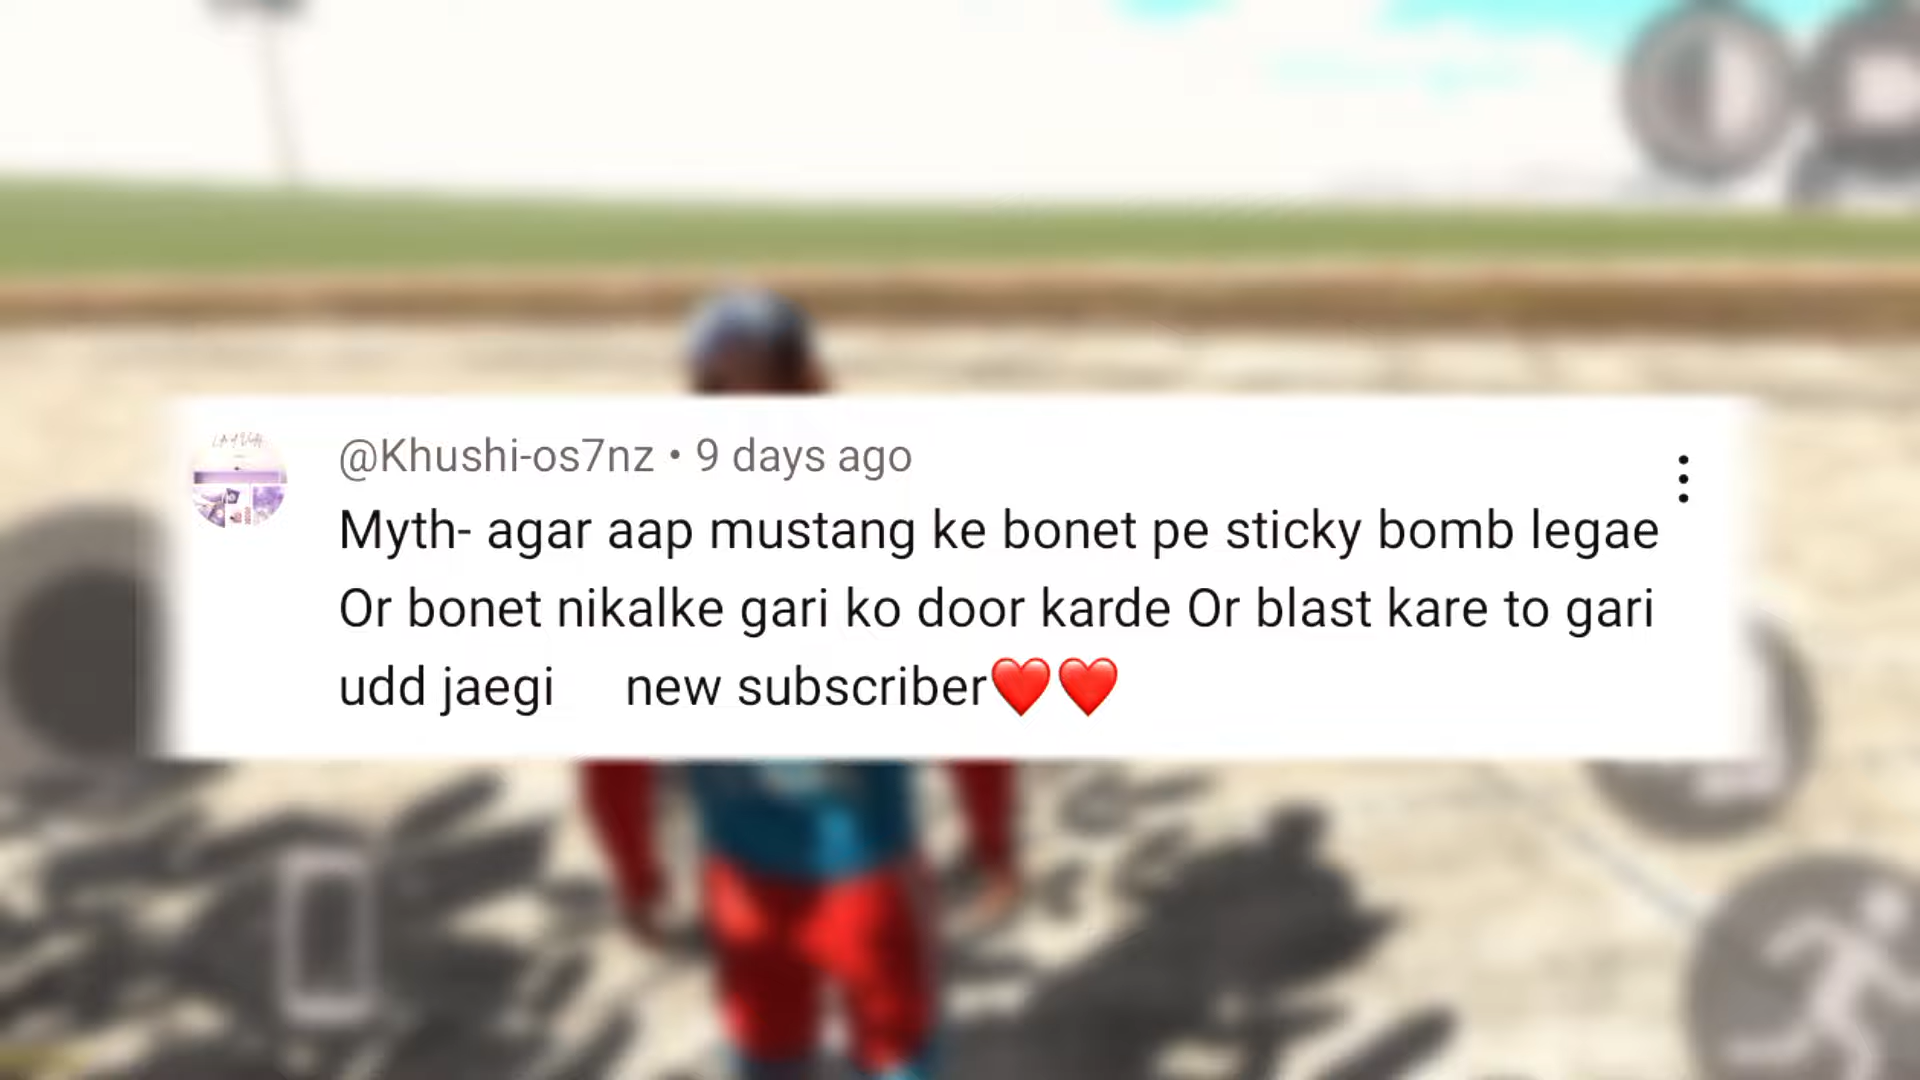 @Khushi-os7nz • 9 days ago
Myth- agar aap mustang ke bonet pe sticky bomb legae
Or bonet nikalke gari ko door karde Or blast kare to gari
udd jaegi new subscriber❤️❤️